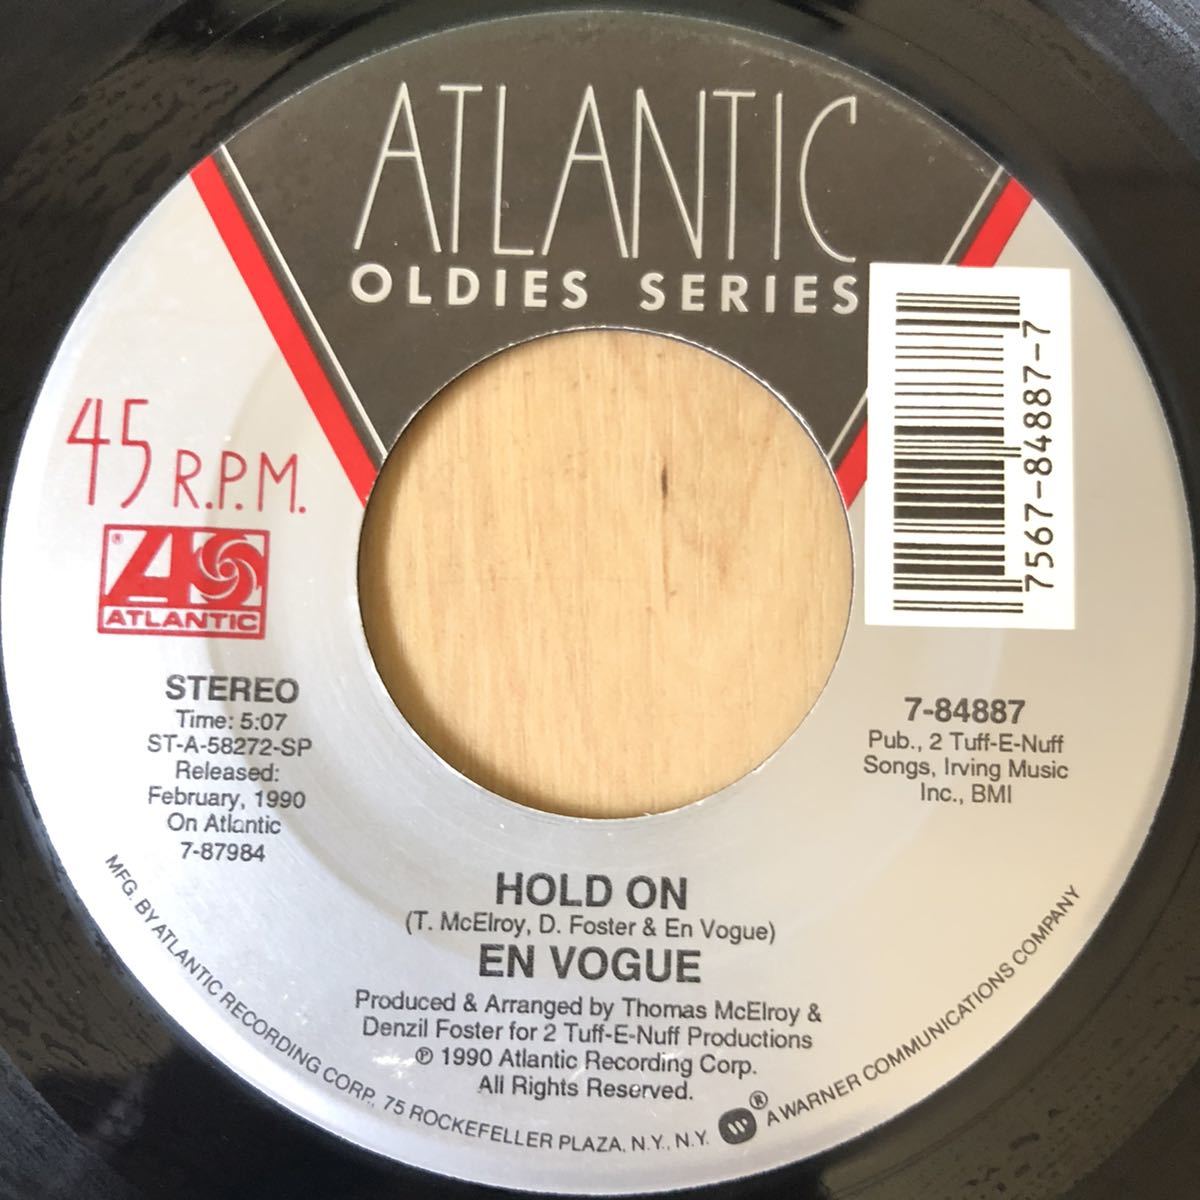 ATLANTIC
OLDIES SERIES
7567-84887-7
45 R.P.M.
®
ATLANTIC
STEREO
Time: 5:07
ST-A-58272-SP
Released:
February, 1990
On Atlantic
7-87984
7-84887
Pub., 2 Tuff-E-Nuff
Songs, Irving Music
Inc., BMI
HOLD ON
(T. McElroy, D. Foster & En Vogue)
EN VOGUE
Produced & Arranged by Thomas McElroy &
Denzil Foster for 2 Tuff-E-Nuff Productions
℗ 1990 Atlantic Recording Corp.
All Rights Reserved.
MFG. BY ATLANTIC RECORDING CORP., 75 ROCKEFELLER PLAZA, N.Y., N.Y. ® A WARNER COMMUNICATIONS COMPANY